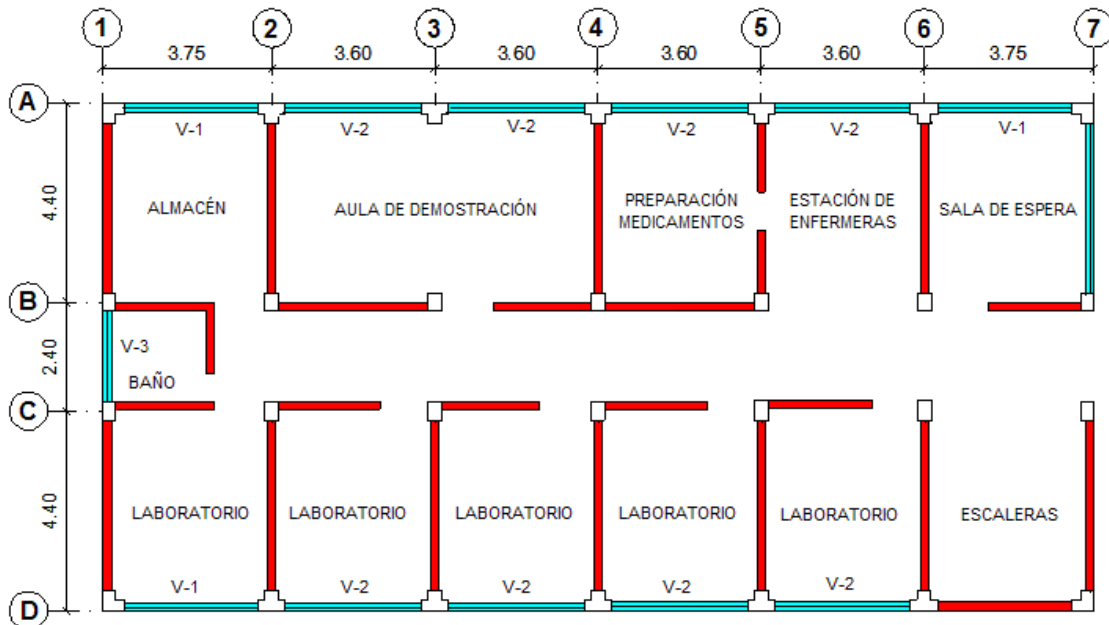 1 2 3 4 5 6 7
3.75 3.60 3.60 3.60 3.60 3.75
A
V-1 V-2 V-2 V-2 V-2 V-1
4.40
ALMACÉN
AULA DE DEMOSTRACIÓN
PREPARACIÓN
MEDICAMENTOS
ESTACIÓN DE
ENFERMERAS
SALA DE ESPERA
B
2.40
V-3
BAÑO
C
4.40
LABORATORIO LABORATORIO LABORATORIO LABORATORIO LABORATORIO ESCALERAS
V-1 V-2 V-2 V-2 V-2
D